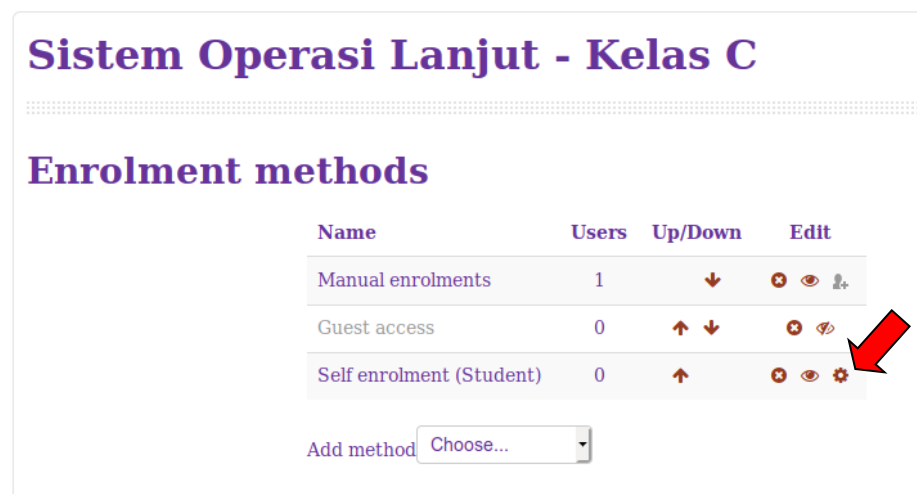 Sistem Operasi Lanjut - Kelas C
Enrolment methods
Name Users Up/Down Edit
Manual enrolments 1
Guest access 0
Self enrolment (Student) 0
Add method Choose...